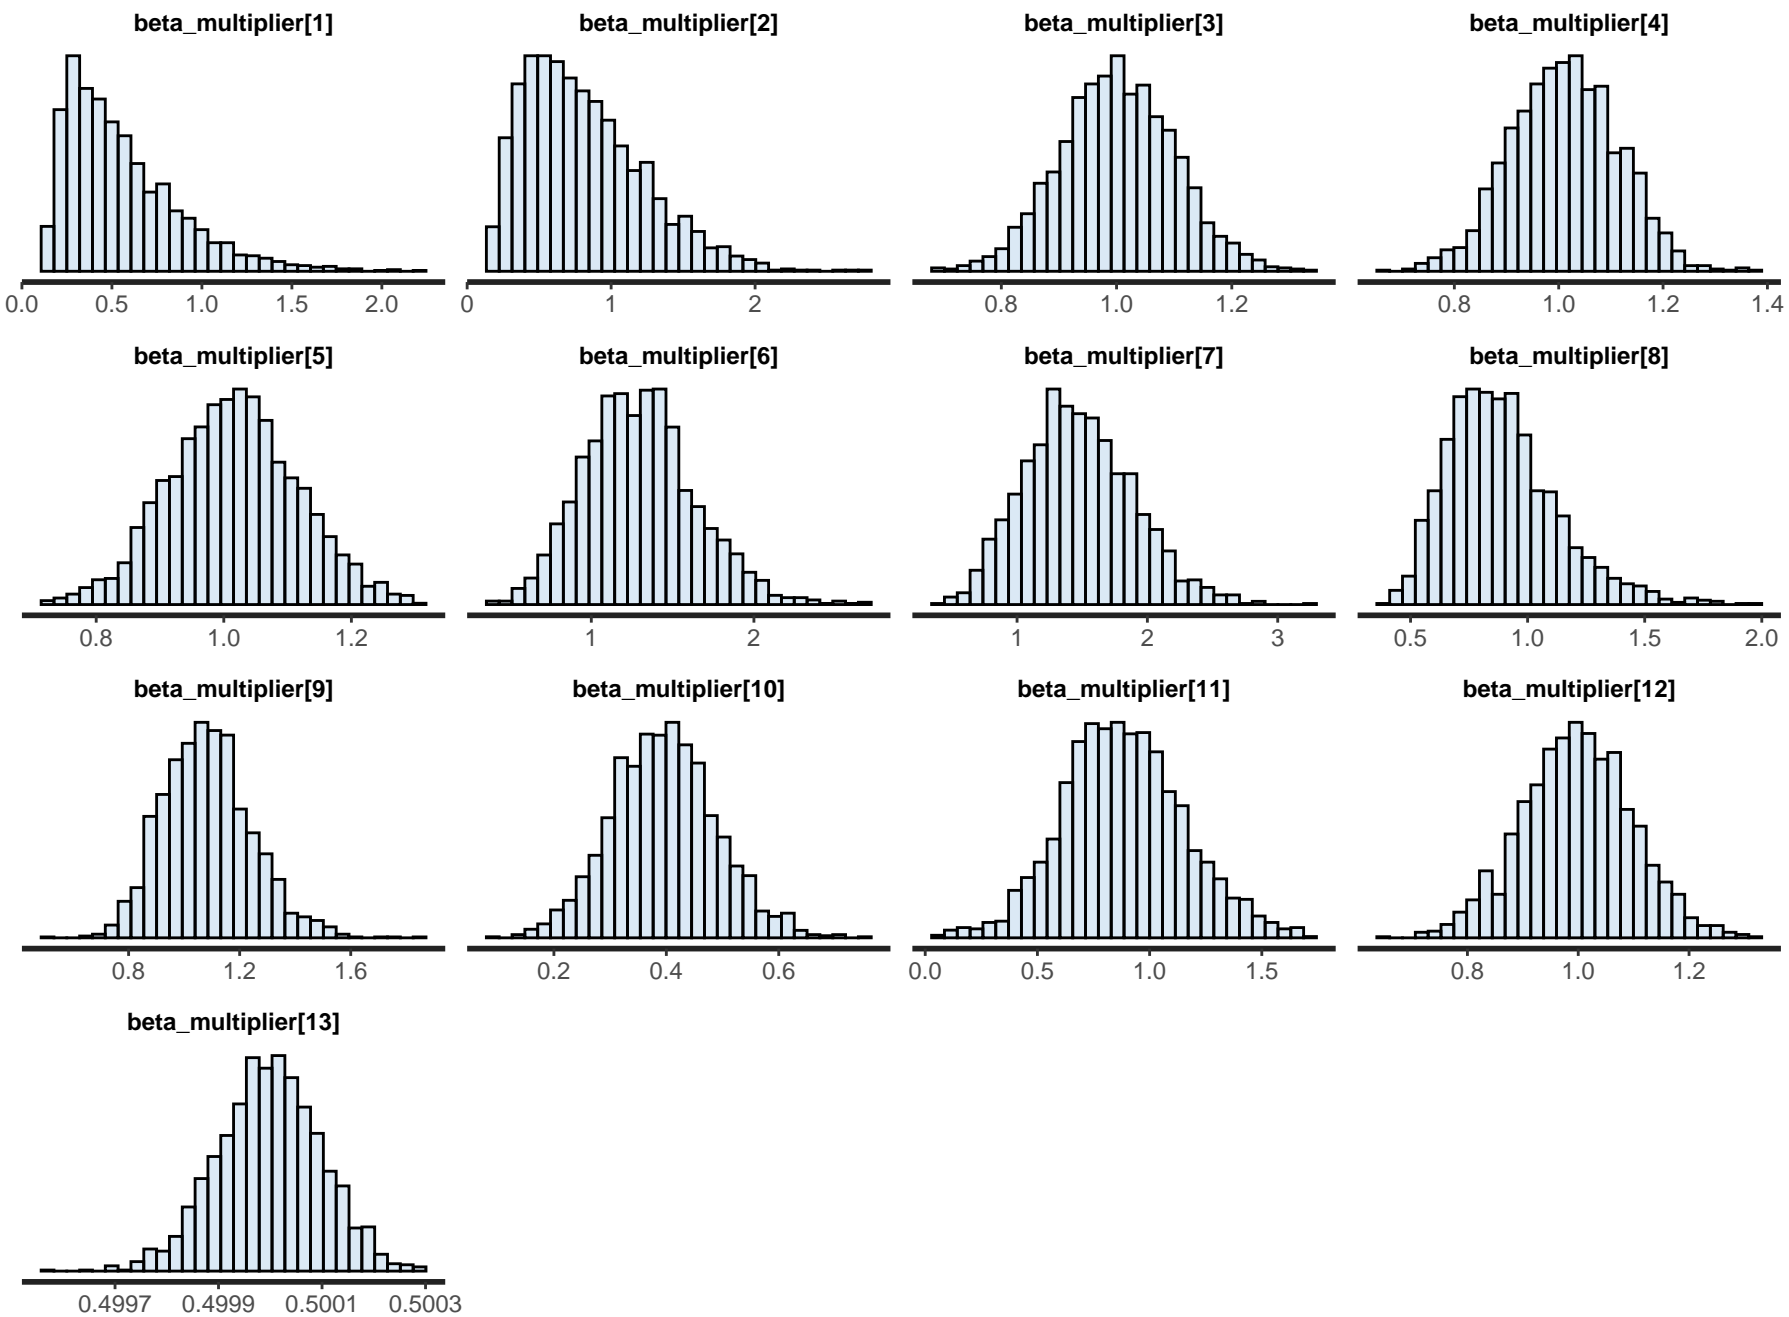 beta_multiplier[1] beta_multiplier[2] beta_multiplier[3] beta_multiplier[4]
0.0 0.5 1.0 1.5 2.0 0 1 2 0.8 1.0 1.2 0.8 1.0 1.2 1.4
beta_multiplier[5] beta_multiplier[6] beta_multiplier[7] beta_multiplier[8]
0.8 1.0 1.2 1 2 1 2 3 0.5 1.0 1.5 2.0
beta_multiplier[9] beta_multiplier[10] beta_multiplier[11] beta_multiplier[12]
0.8 1.2 1.6 0.2 0.4 0.6 0.0 0.5 1.0 1.5 0.8 1.0 1.2
beta_multiplier[13]
0.4997 0.4999 0.5001 0.5003